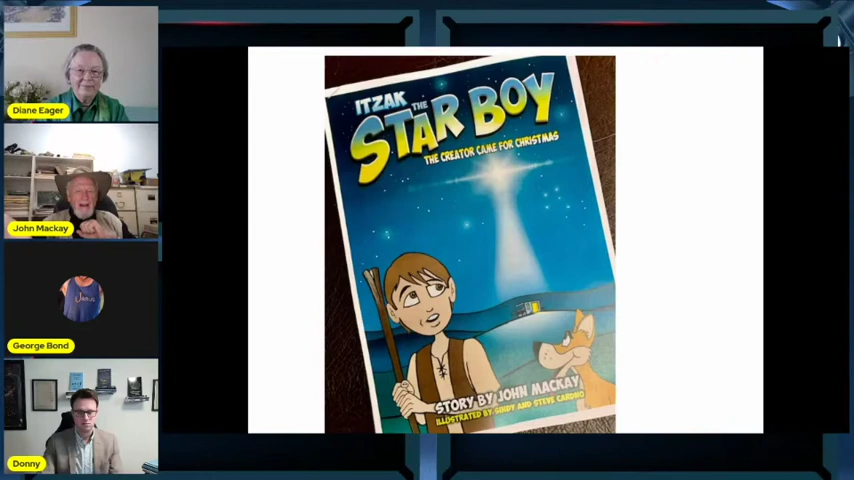 Diane Eager
John Mackay
Jesus
George Bond
Donny
ITZAK THE
STAR BOY
THE CREATOR CAME FOR CHRISTMAS
STORY BY JOHN MACKAY
ILLUSTRATED BY SINDY AND STEVE CARDNO